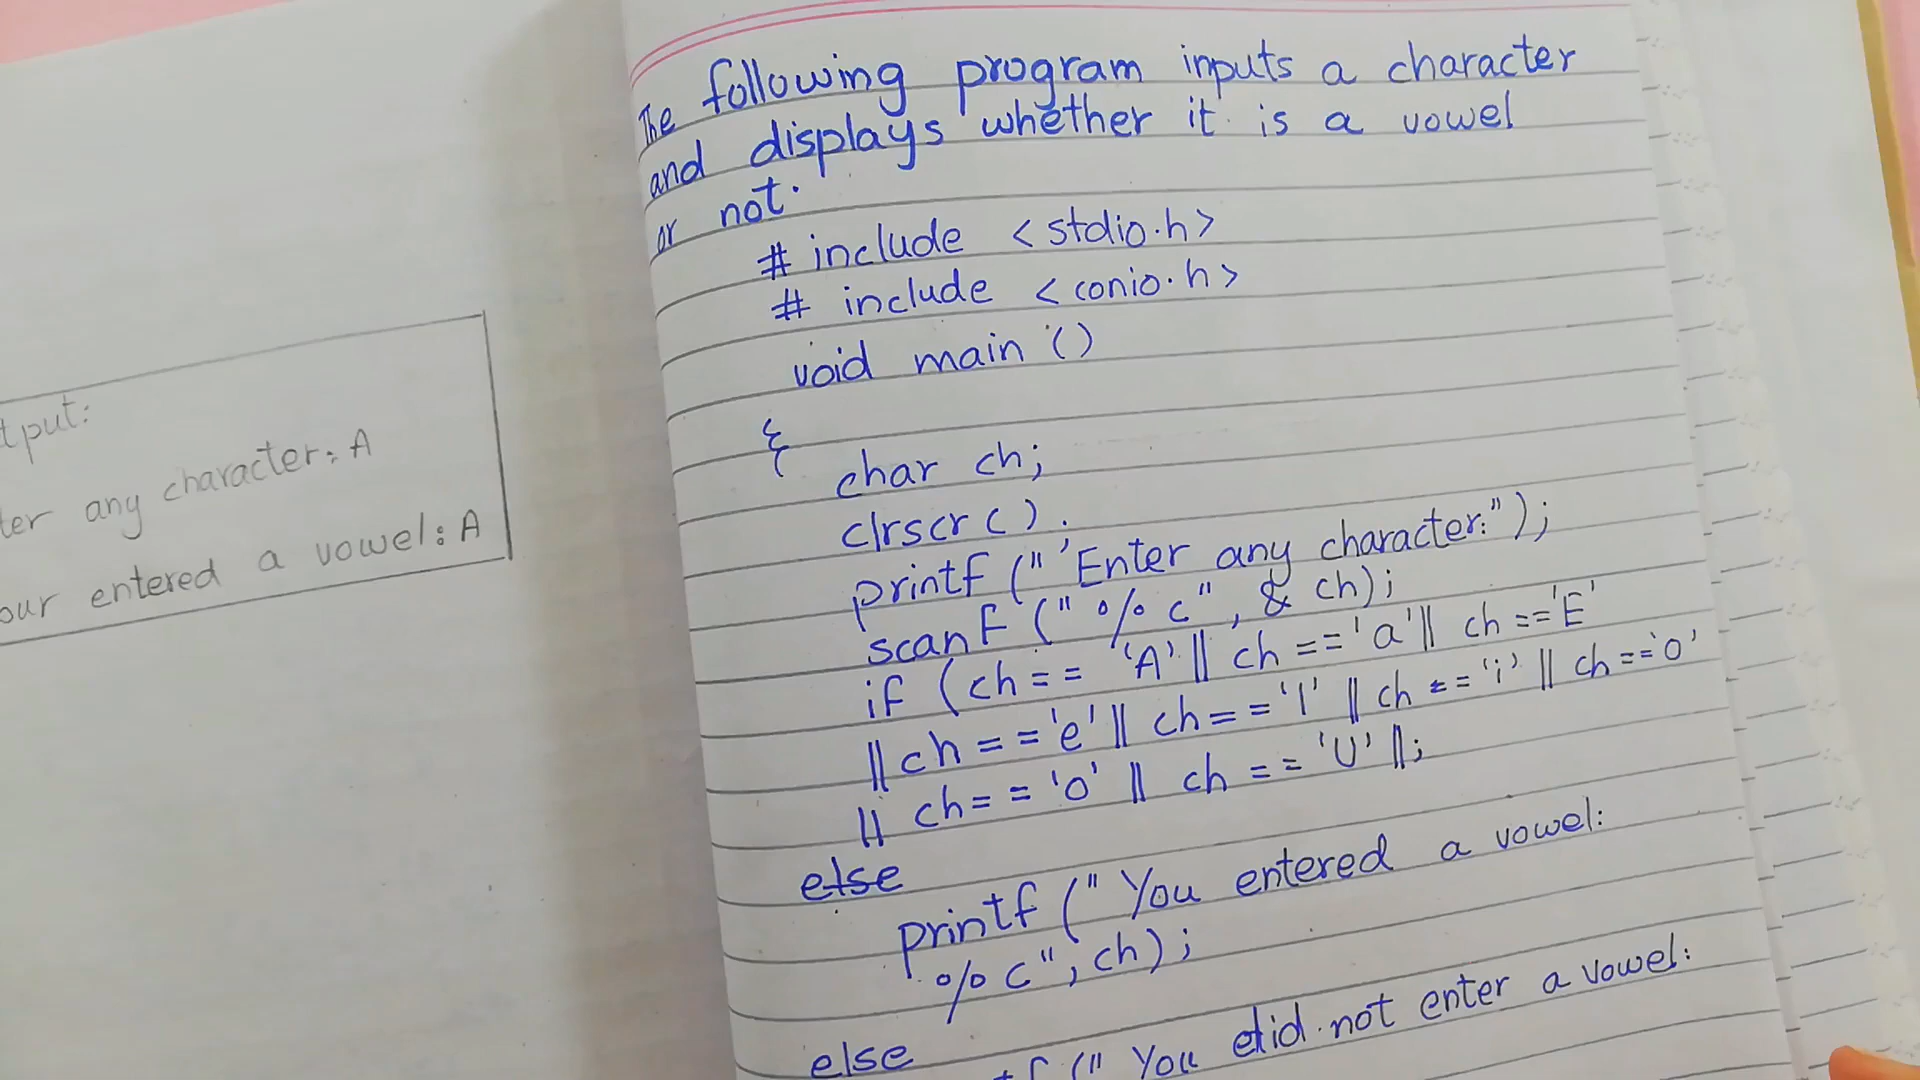 tput:
ter any character: A
our entered a vowel: A
The following program inputs a character
and displays whether it is a vowel
or not.
# include <stdio.h>
# include <conio.h>
void main ()
{
char ch;
clrscr ().
printf ("Enter any character:");
scanf ("%c", & ch);
if (ch== 'A' || ch=='a' || ch=='E'
|| ch=='e' || ch=='I' || ch=='i' || ch=='o'
|| ch=='o' || ch=='U' ||;
else
printf ("You entered a vowel:
%c", ch);
else
("You did not enter a vowel: